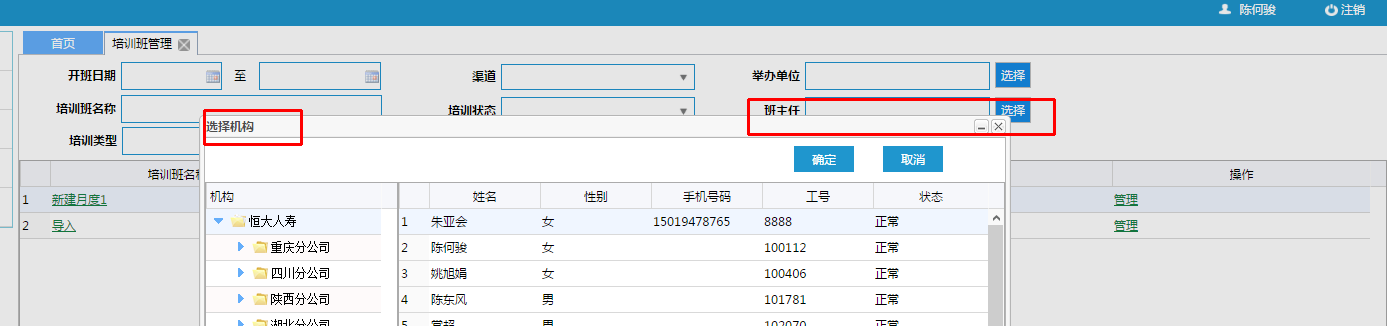 陈何骏 注销
首页 培训班管理
开班日期 至 渠道 举办单位 选择
培训班名称 培训状态 班主任 选择
培训类型
选择机构
确定 取消
培训班名称 操作
1 新建月度1 管理
2 导入 管理
机构 姓名 性别 手机号码 工号 状态
恒大人寿 1 朱亚会 女 15019478765 8888 正常
重庆分公司 2 陈何骏 女 100112 正常
四川分公司 3 姚旭娟 女 100406 正常
陕西分公司 4 陈东风 男 101781 正常
湖北分公司 5 男 102070 正常